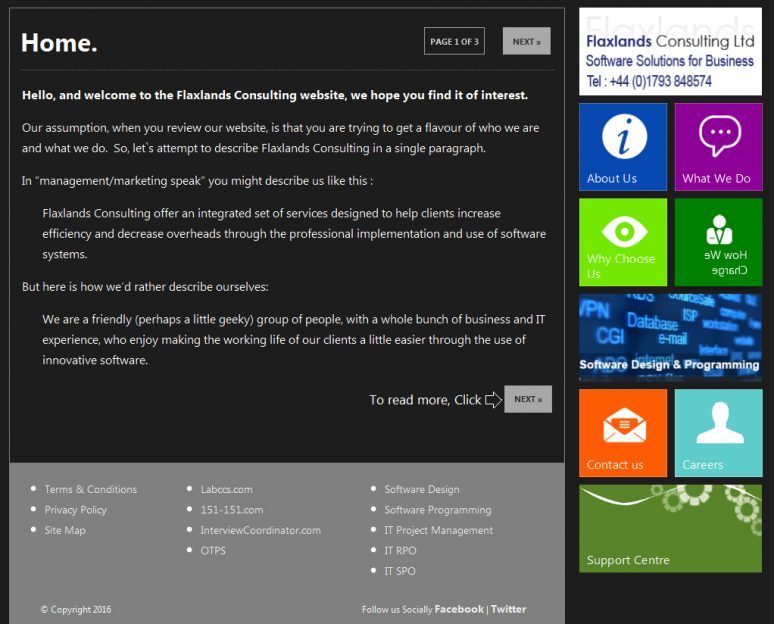 Home.
PAGE 1 OF 3
NEXT »
Hello, and welcome to the Flaxlands Consulting website, we hope you find it of interest.
Our assumption, when you review our website, is that you are trying to get a flavour of who we are
and what we do.  So, let`s attempt to describe Flaxlands Consulting in a single paragraph.
In “management/marketing speak” you might describe us like this :
Flaxlands Consulting offer an integrated set of services designed to help clients increase
efficiency and decrease overheads through the professional implementation and use of software
systems.
But here is how we’d rather describe ourselves:
We are a friendly (perhaps a little geeky) group of people, with a whole bunch of business and IT
experience, who enjoy making the working life of our clients a little easier through the use of
innovative software.
To read more, Click
NEXT »
Terms & Conditions
Privacy Policy
Site Map
Labccs.com
151-151.com
InterviewCoordinator.com
OTPS
Software Design
Software Programming
IT Project Management
IT RPO
IT SPO
© Copyright 2016
Follow us Socially Facebook | Twitter
Flaxlands
Flaxlands Consulting Ltd
Software Solutions for Business
Tel : +44 (0)1793 848574
About Us
What We Do
Why Choose
Us
How We
Charge
VPN
RDS
SourceSafe
CGI
Database
ISP
workstation
e-mail
internet
ADS
Software Design & Programming
Contact us
Careers
Support Centre